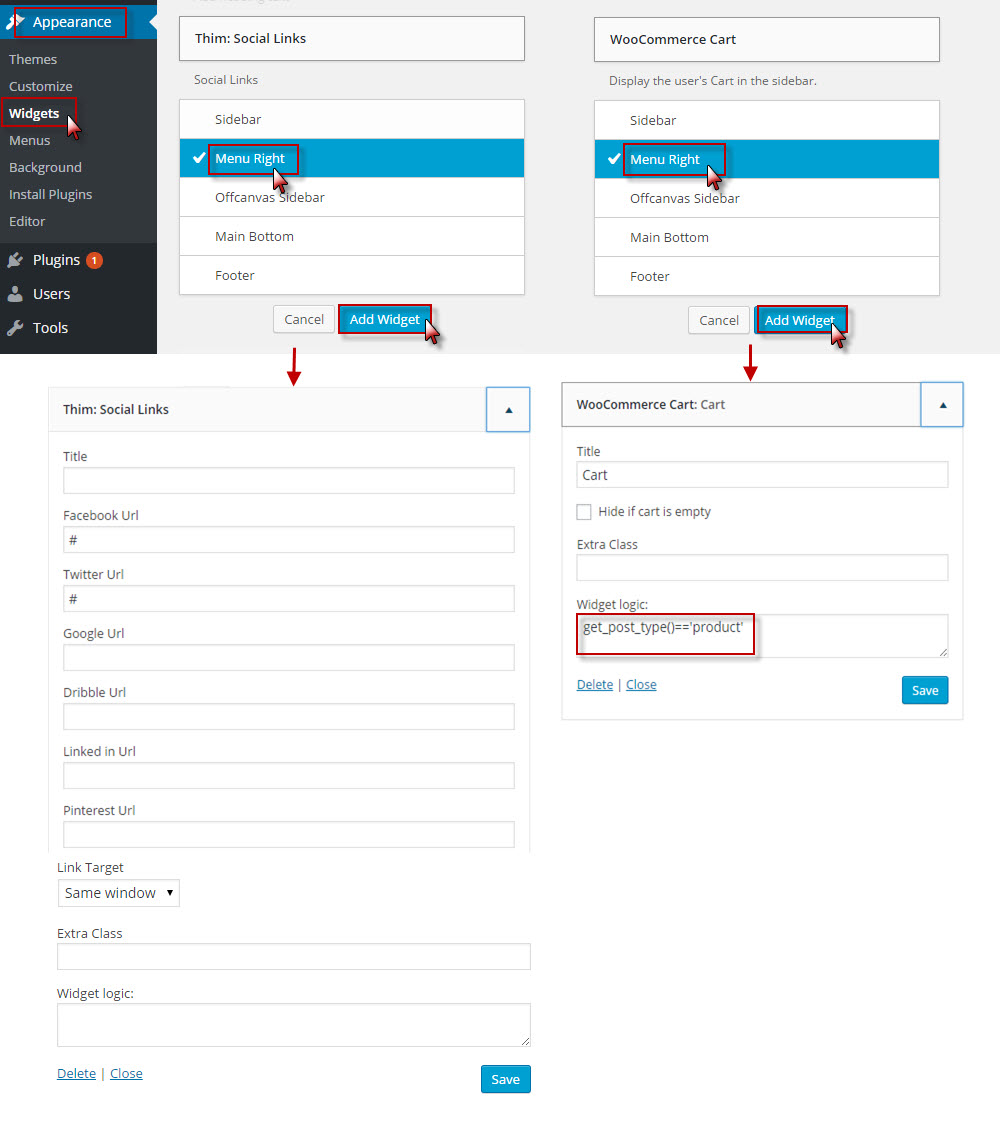 Appearance
Themes
Customize
Widgets
Menus
Background
Install Plugins
Editor
Plugins 1
Users
Tools
Thim: Social Links
Social Links
Sidebar
Menu Right
Offcanvas Sidebar
Main Bottom
Footer
Cancel
Add Widget
WooCommerce Cart
Display the user's Cart in the sidebar.
Sidebar
Menu Right
Offcanvas Sidebar
Main Bottom
Footer
Cancel
Add Widget
Thim: Social Links
Title
Facebook Url
#
Twitter Url
#
Google Url
Dribble Url
Linked in Url
Pinterest Url
Link Target
Same window
Extra Class
Widget logic:
Delete | Close
Save
WooCommerce Cart: Cart
Title
Cart
Hide if cart is empty
Extra Class
Widget logic:
get_post_type()=='product'
Delete | Close
Save